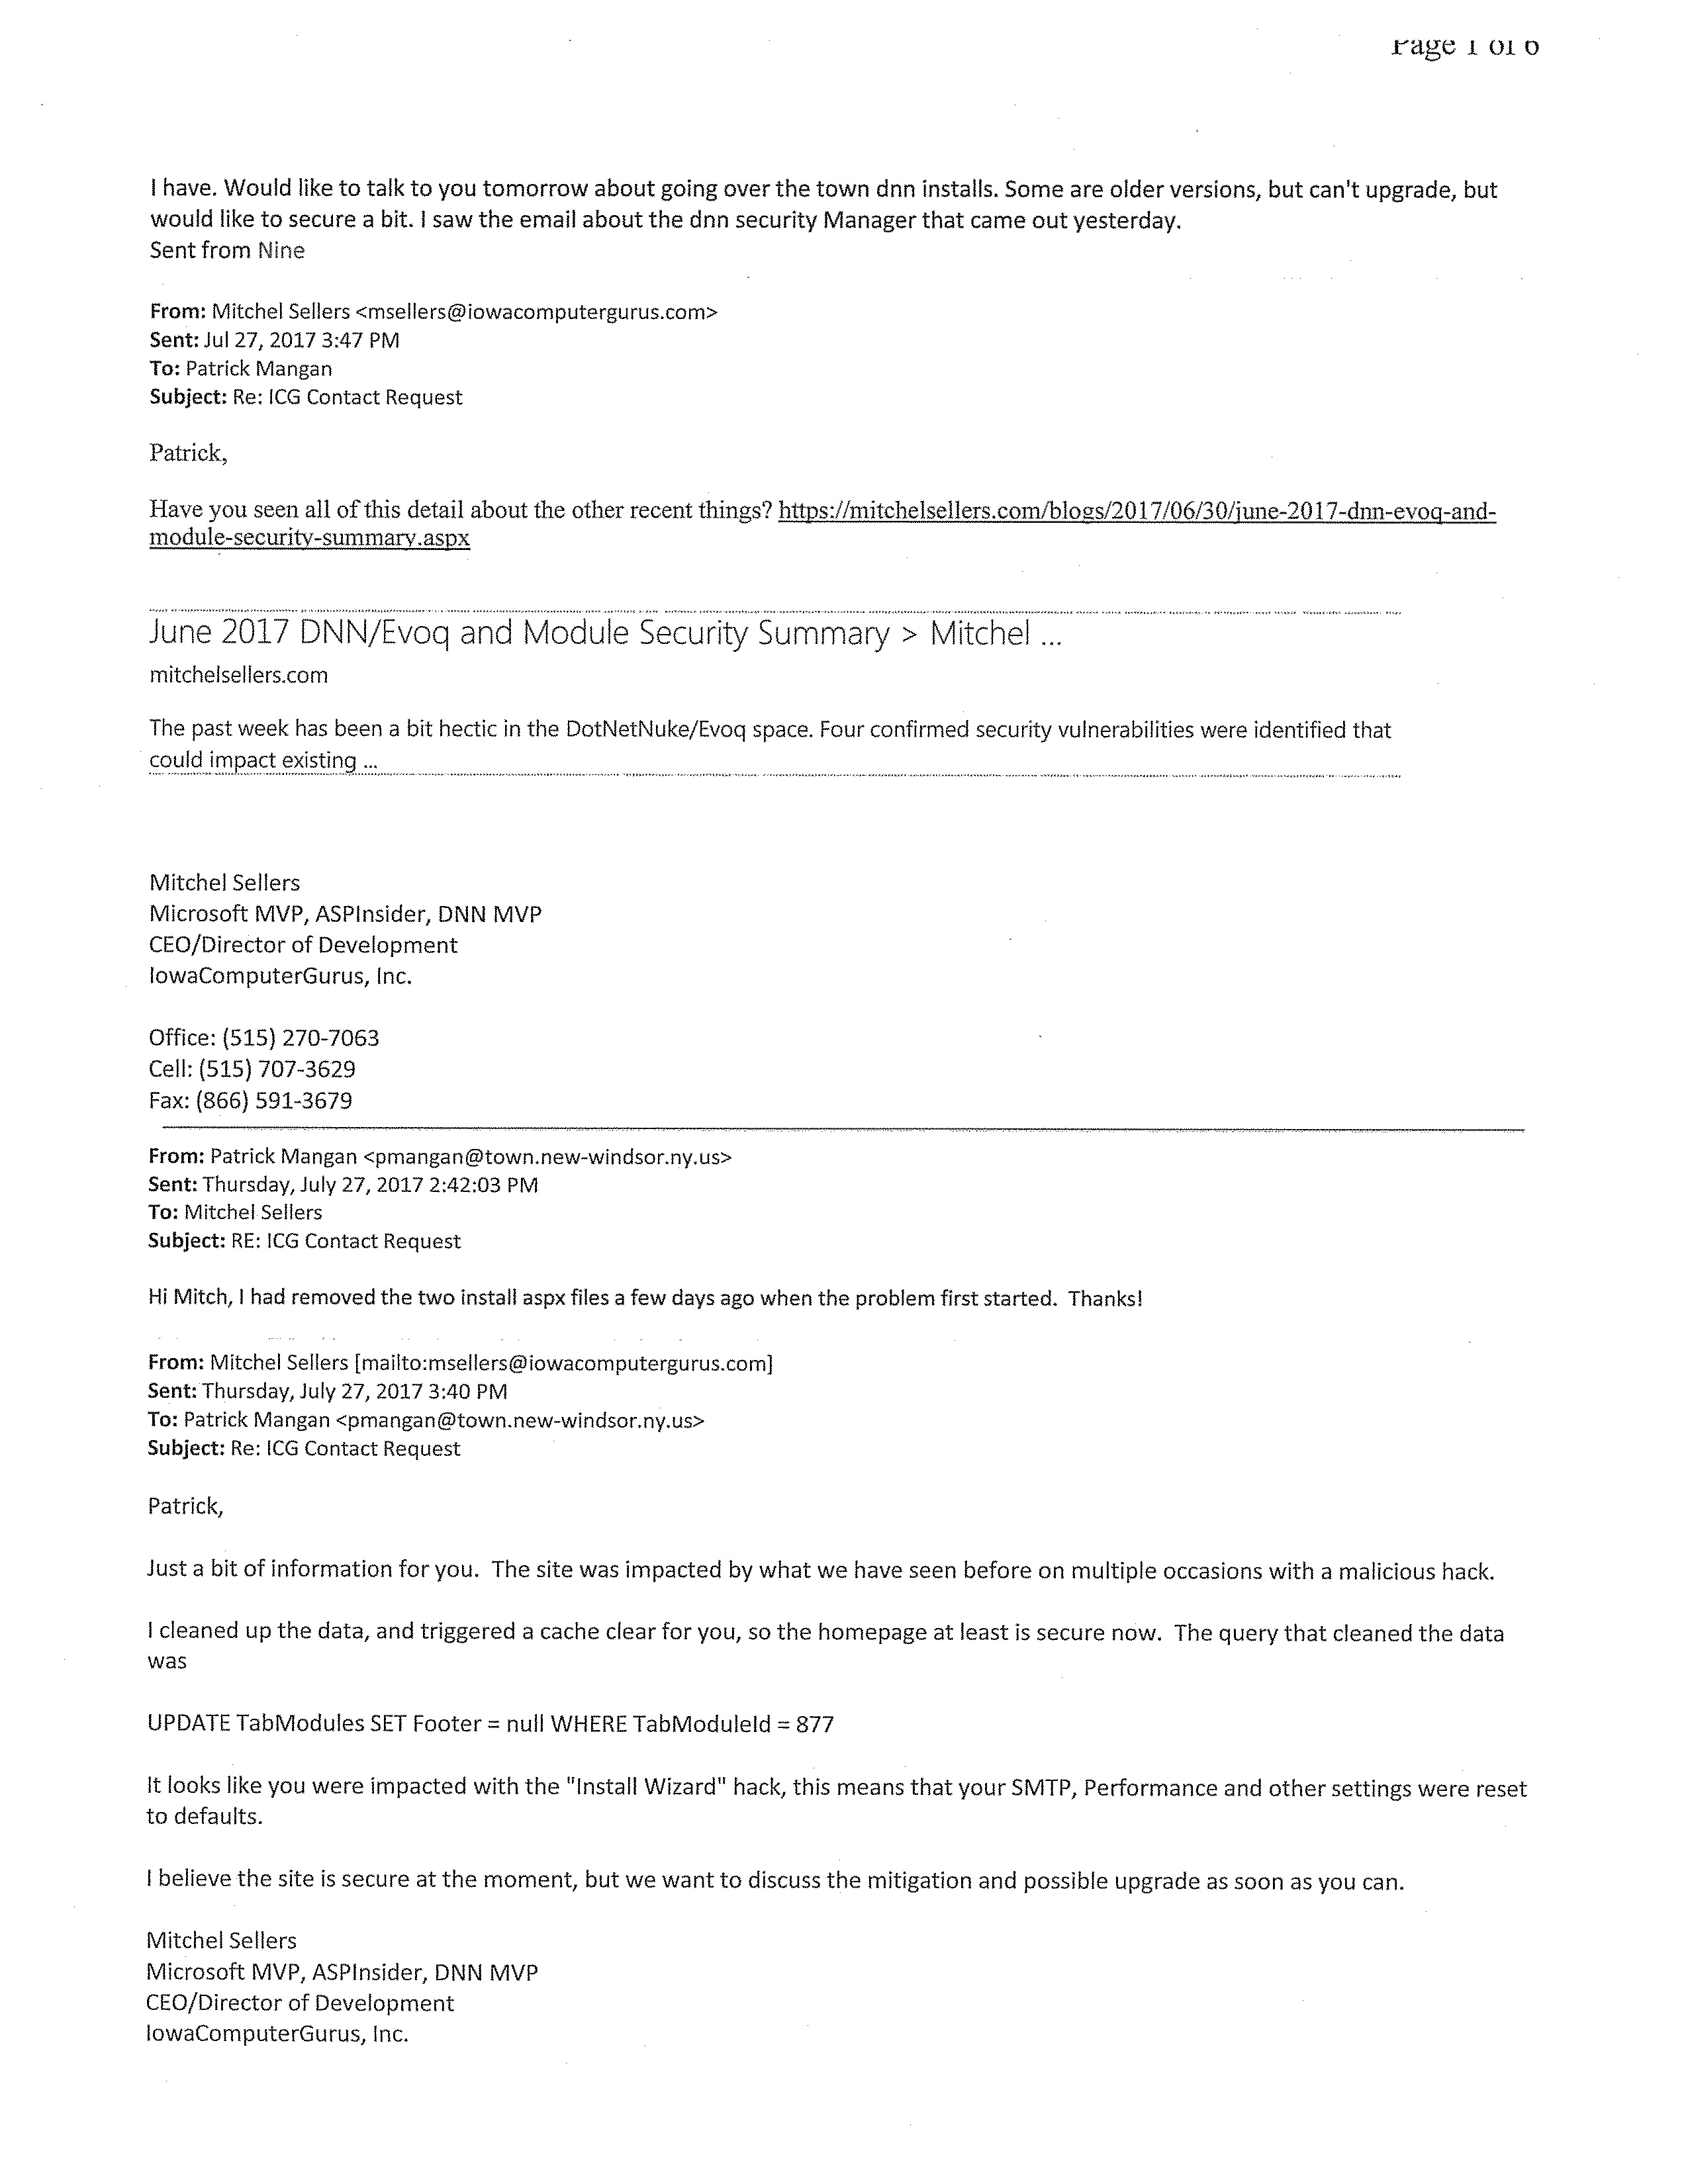 Page 1 of 6
I have. Would like to talk to you tomorrow about going over the town dnn installs. Some are older versions, but can't upgrade, but
would like to secure a bit. I saw the email about the dnn security Manager that came out yesterday.
Sent from Nine
From: Mitchel Sellers <msellers@iowacomputergurus.com>
Sent: Jul 27, 2017 3:47 PM
To: Patrick Mangan
Subject: Re: ICG Contact Request
Patrick,
Have you seen all of this detail about the other recent things? https://mitchelsellers.com/blogs/2017/06/30/june-2017-dnn-evoq-and-
module-security-summary.aspx
June 2017 DNN/Evoq and Module Security Summary > Mitchel ...
mitchelsellers.com
The past week has been a bit hectic in the DotNetNuke/Evoq space. Four confirmed security vulnerabilities were identified that
could impact existing ...
Mitchel Sellers
Microsoft MVP, ASPInsider, DNN MVP
CEO/Director of Development
IowaComputerGurus, Inc.
Office: (515) 270-7063
Cell: (515) 707-3629
Fax: (866) 591-3679
From: Patrick Mangan <pmangan@town.new-windsor.ny.us>
Sent: Thursday, July 27, 2017 2:42:03 PM
To: Mitchel Sellers
Subject: RE: ICG Contact Request
Hi Mitch, I had removed the two install aspx files a few days ago when the problem first started.  Thanks!
From: Mitchel Sellers [mailto:msellers@iowacomputergurus.com]
Sent: Thursday, July 27, 2017 3:40 PM
To: Patrick Mangan <pmangan@town.new-windsor.ny.us>
Subject: Re: ICG Contact Request
Patrick,
Just a bit of information for you.  The site was impacted by what we have seen before on multiple occasions with a malicious hack.
I cleaned up the data, and triggered a cache clear for you, so the homepage at least is secure now.  The query that cleaned the data
was
UPDATE TabModules SET Footer = null WHERE TabModuleId = 877
It looks like you were impacted with the "Install Wizard" hack, this means that your SMTP, Performance and other settings were reset
to defaults.
I believe the site is secure at the moment, but we want to discuss the mitigation and possible upgrade as soon as you can.
Mitchel Sellers
Microsoft MVP, ASPInsider, DNN MVP
CEO/Director of Development
IowaComputerGurus, Inc.